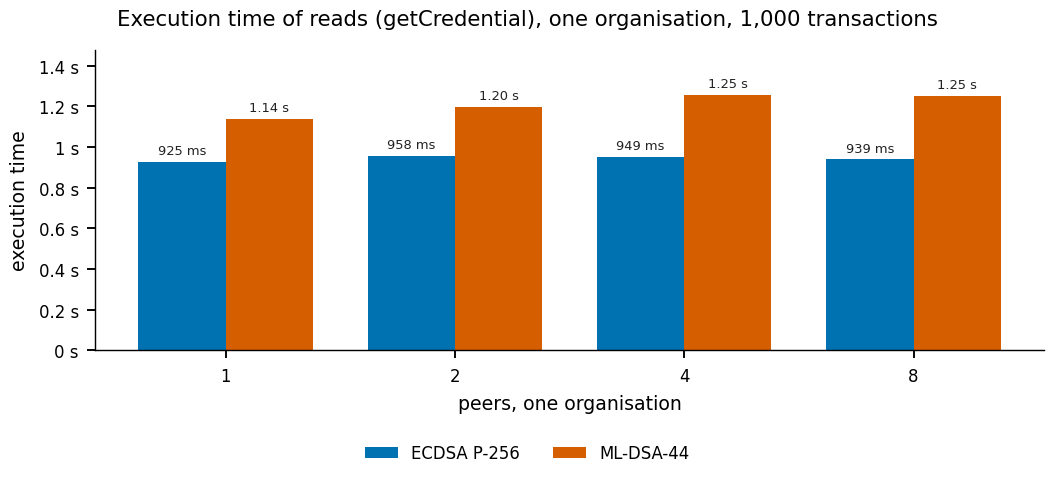 Execution time of reads (getCredential), one organisation, 1,000 transactions
execution time
1.4 s
1.2 s
1 s
0.8 s
0.6 s
0.4 s
0.2 s
0 s
925 ms
1.14 s
958 ms
1.20 s
949 ms
1.25 s
939 ms
1.25 s
1 2 4 8
peers, one organisation
ECDSA P-256 ML-DSA-44